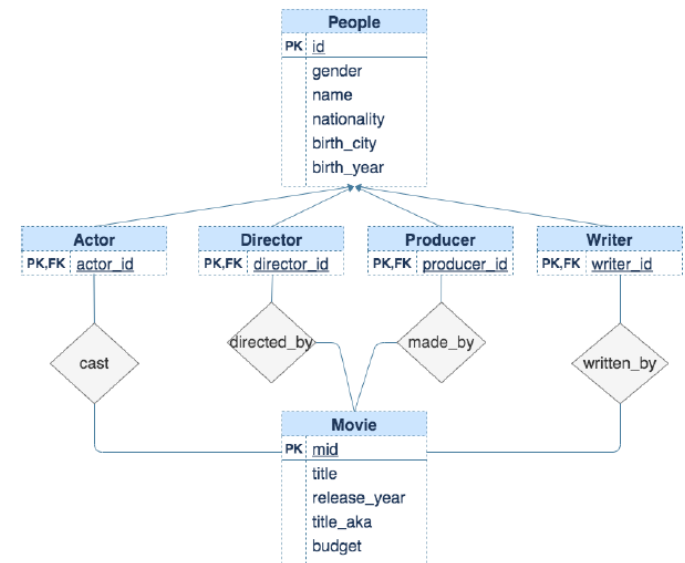 People
PK id
gender
name
nationality
birth_city
birth_year
Actor
PK,FK actor_id
Director
PK,FK director_id
Producer
PK,FK producer_id
Writer
PK,FK writer_id
cast
directed_by
made_by
written_by
Movie
PK mid
title
release_year
title_aka
budget